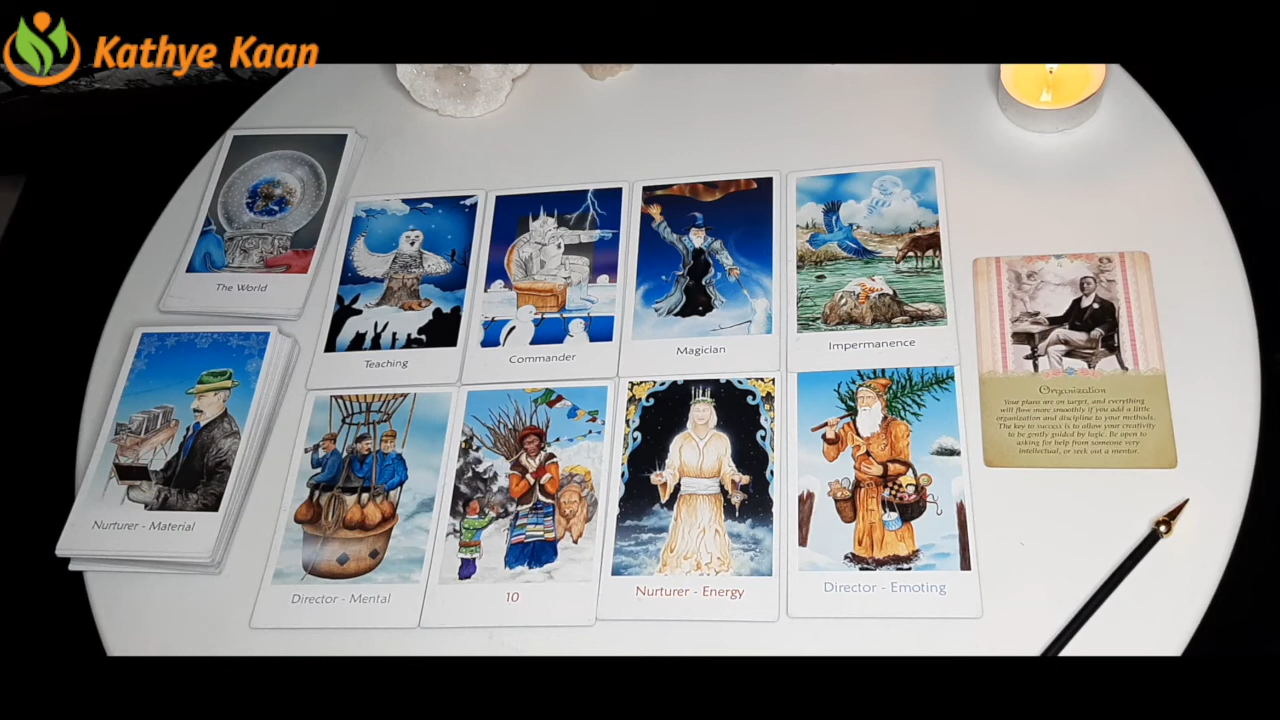 Kathye Kaan
The World
Teaching
Commander
Magician
Impermanence
Organization
Your plans are on target, and everything
will flow more smoothly if you add a little
organization and discipline to your methods.
The key to success is to allow your creativity
to be gently guided by logic. Be open to
asking for help from someone very
intellectual, or seek out a mentor.
Nurturer - Material
Director - Mental
10
Nurturer - Energy
Director - Emoting